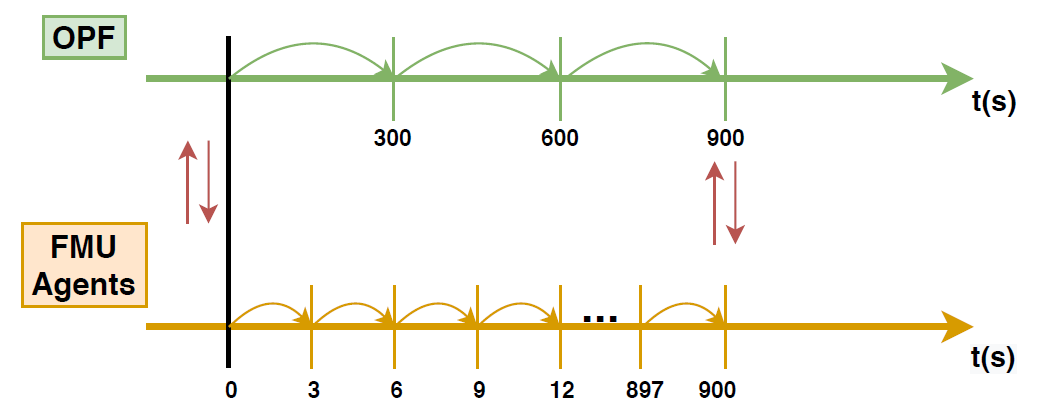 OPF
t(s)
300 600 900
FMU
Agents
...
t(s)
0 3 6 9 12 897 900